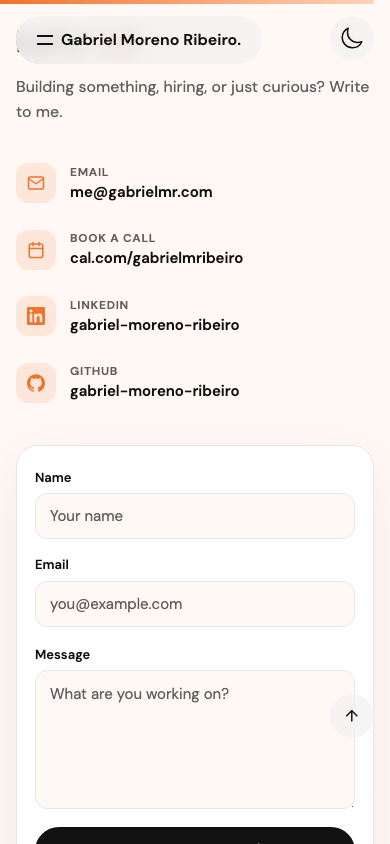 Gabriel Moreno Ribeiro.
Building something, hiring, or just curious? Write
to me.
EMAIL
me@gabrielmr.com
BOOK A CALL
cal.com/gabrielmribeiro
LINKEDIN
gabriel-moreno-ribeiro
GITHUB
gabriel-moreno-ribeiro
Name
Your name
Email
you@example.com
Message
What are you working on?